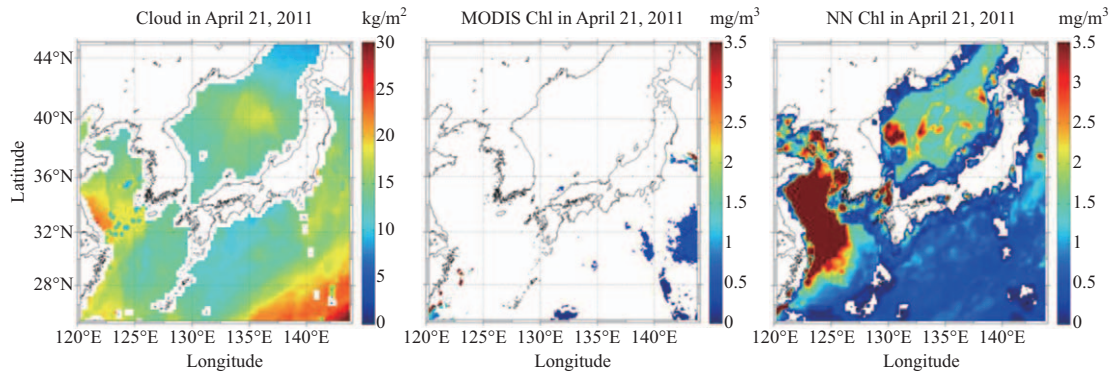 Cloud in April 21, 2011 kg/m²
MODIS Chl in April 21, 2011 mg/m³
NN Chl in April 21, 2011 mg/m³
Latitude
44°N
40°N
36°N
32°N
28°N
30
25
20
15
10
5
0
120°E 125°E 130°E 135°E 140°E
Longitude
3.5
3
2.5
2
1.5
1
0.5
0
120°E 125°E 130°E 135°E 140°E
Longitude
3.5
3
2.5
2
1.5
1
0.5
0
120°E 125°E 130°E 135°E 140°E
Longitude